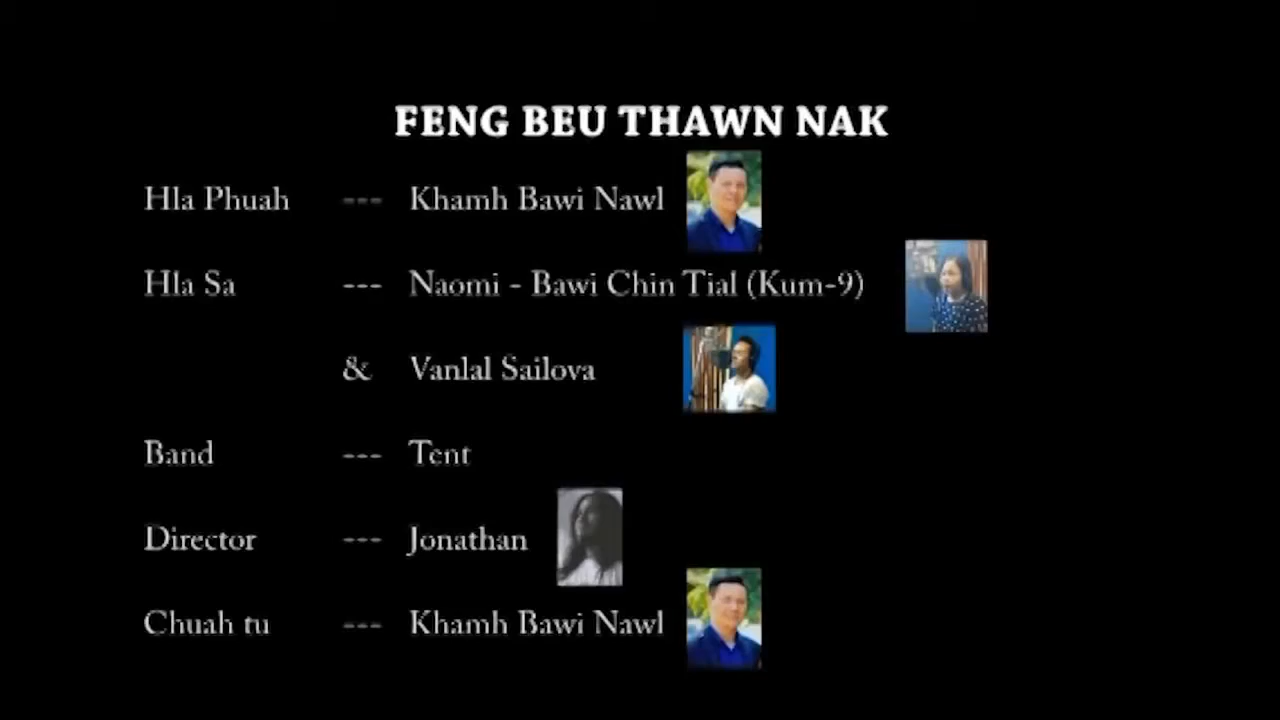 FENG BEU THAWN NAK
Hla Phuah --- Khamh Bawi Nawl
Hla Sa --- Naomi - Bawi Chin Tial (Kum-9)
& Vanlal Sailova
Band --- Tent
Director --- Jonathan
Chuah tu --- Khamh Bawi Nawl